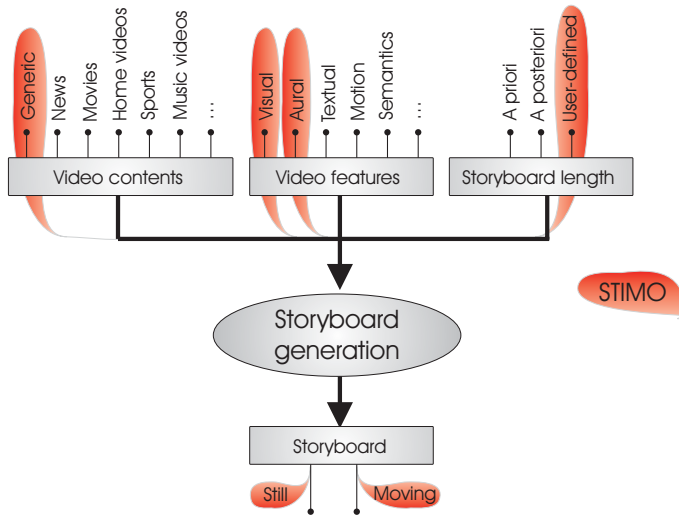 Generic
News
Movies
Home videos
Sports
Music videos
...
Visual
Aural
Textual
Motion
Semantics
...
A priori
A posteriori
User-defined
Video contents
Video features
Storyboard length
STIMO
Storyboard
generation
Storyboard
Still
Moving